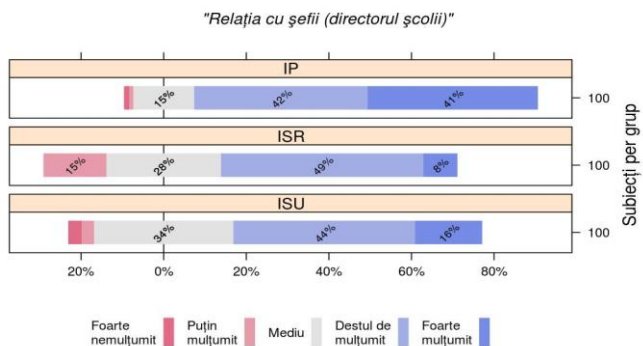 "Relația cu șefii (directorul școlii)"
IP
15%
42%
41%
100
ISR
15%
28%
49%
8%
100
ISU
34%
44%
16%
100
Subiecți per grup
20%
0%
20%
40%
60%
80%
Foarte nemulțumit
Puțin mulțumit
Mediu
Destul de mulțumit
Foarte mulțumit